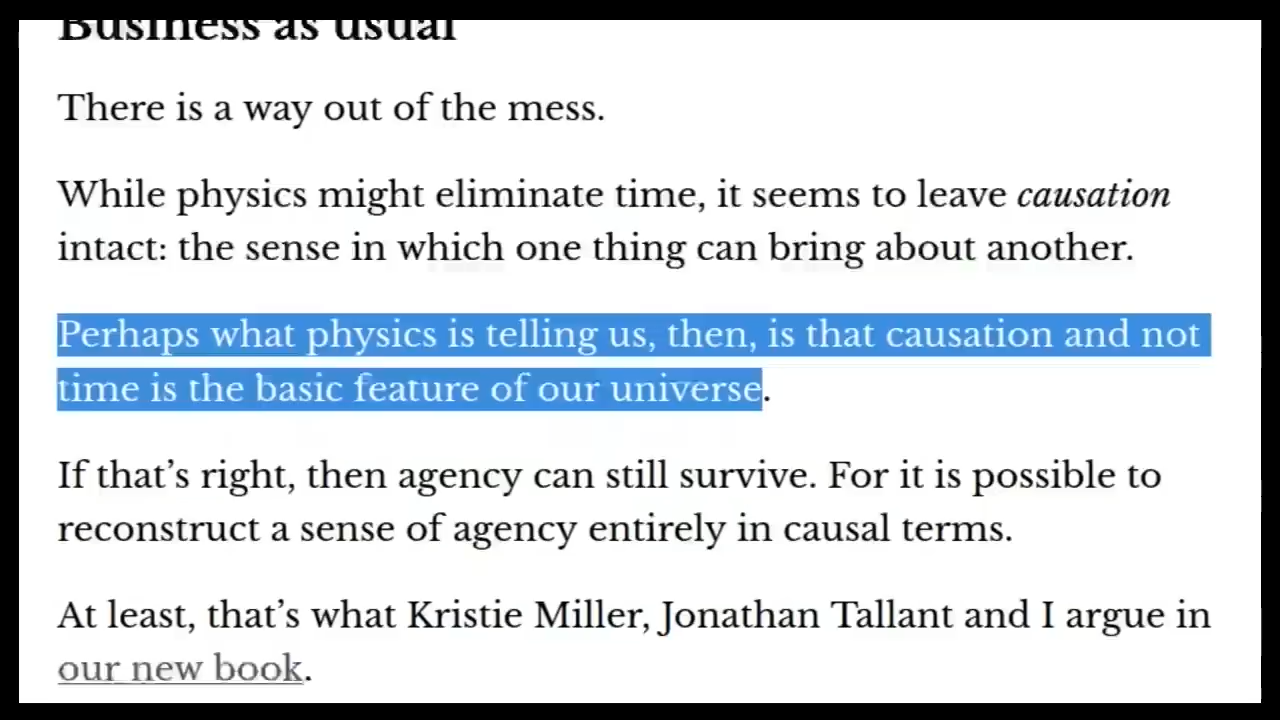 Business as usual
There is a way out of the mess.
While physics might eliminate time, it seems to leave causation
intact: the sense in which one thing can bring about another.
Perhaps what physics is telling us, then, is that causation and not
time is the basic feature of our universe.
If that’s right, then agency can still survive. For it is possible to
reconstruct a sense of agency entirely in causal terms.
At least, that’s what Kristie Miller, Jonathan Tallant and I argue in
our new book.